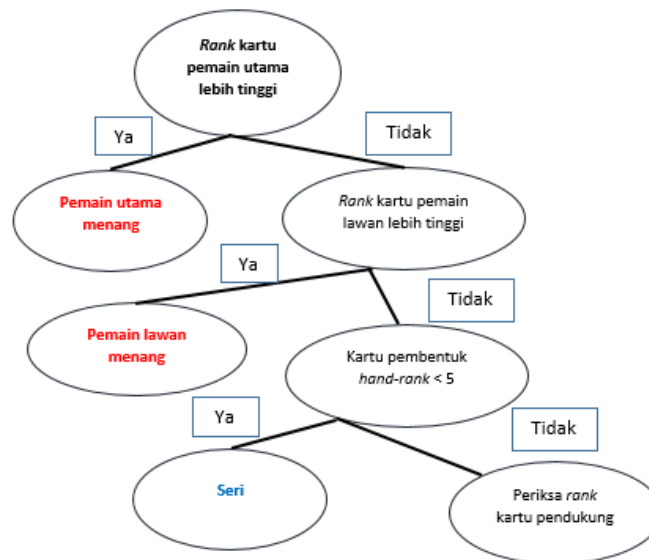 Rank kartu
pemain utama
lebih tinggi
Ya
Tidak
Pemain utama
menang
Rank kartu pemain
lawan lebih tinggi
Ya
Tidak
Pemain lawan
menang
Kartu pembentuk
hand-rank < 5
Ya
Tidak
Seri
Periksa rank
kartu pendukung